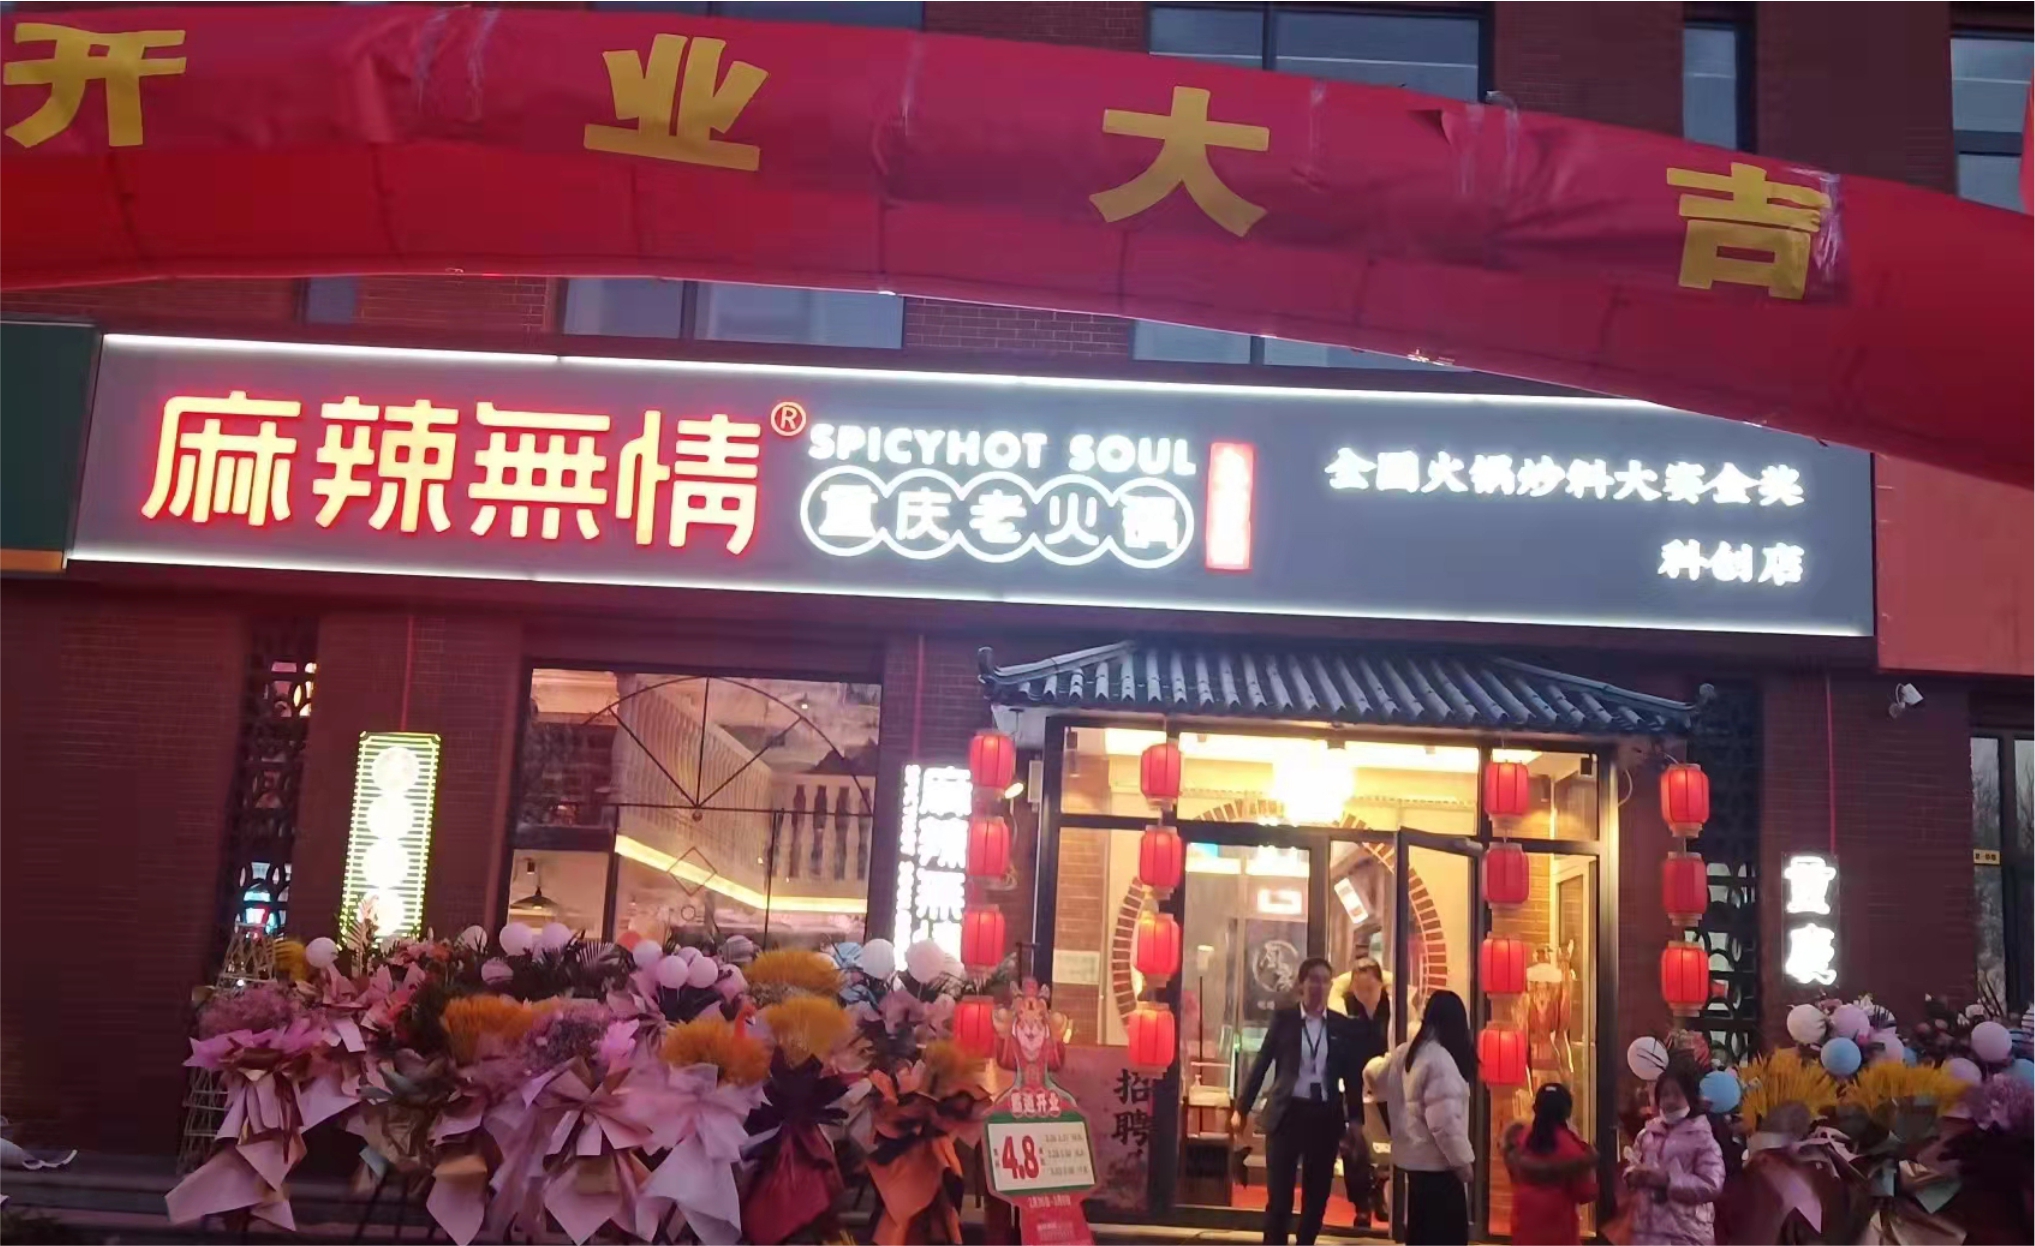 开业大吉
麻辣無情®
SPICYHOT SOUL
重庆老火锅
全国火锅炒料大赛金奖
科创店
麻辣無情
重庆
招聘
开业
4.8